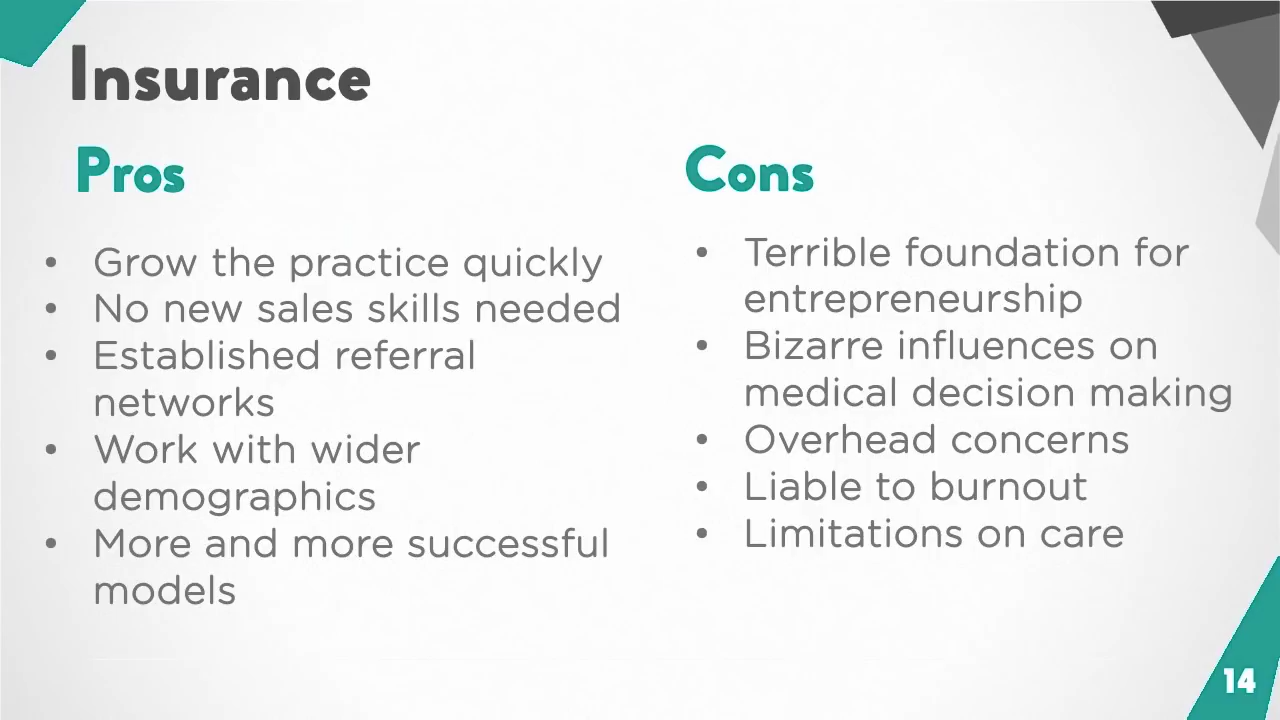 Insurance
Pros
• Grow the practice quickly
• No new sales skills needed
• Established referral
networks
• Work with wider
demographics
• More and more successful
models
Cons
• Terrible foundation for
entrepreneurship
• Bizarre influences on
medical decision making
• Overhead concerns
• Liable to burnout
• Limitations on care
14